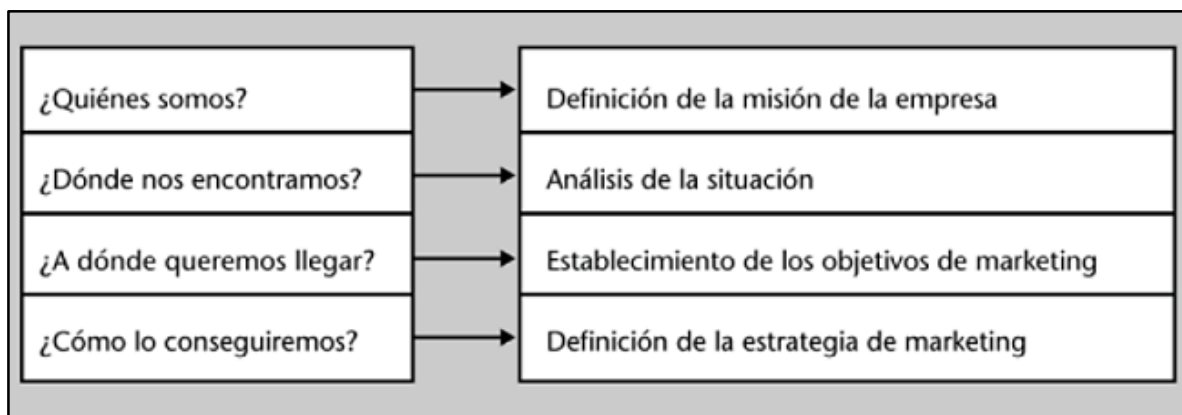 ¿Quiénes somos?
Definición de la misión de la empresa
¿Dónde nos encontramos?
Análisis de la situación
¿A dónde queremos llegar?
Establecimiento de los objetivos de marketing
¿Cómo lo conseguiremos?
Definición de la estrategia de marketing